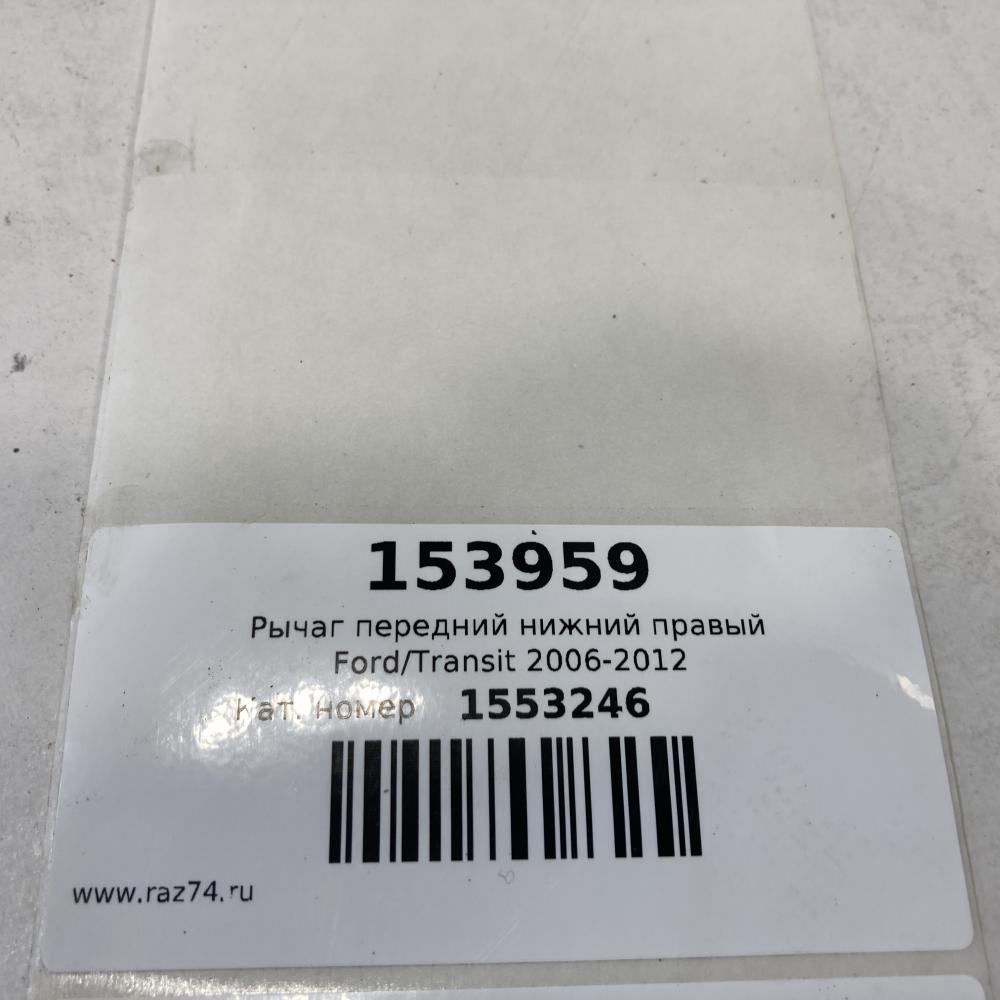 153959
Рычаг передний нижний правый
Ford/Transit 2006-2012
Кат. номер 1553246
www.raz74.ru